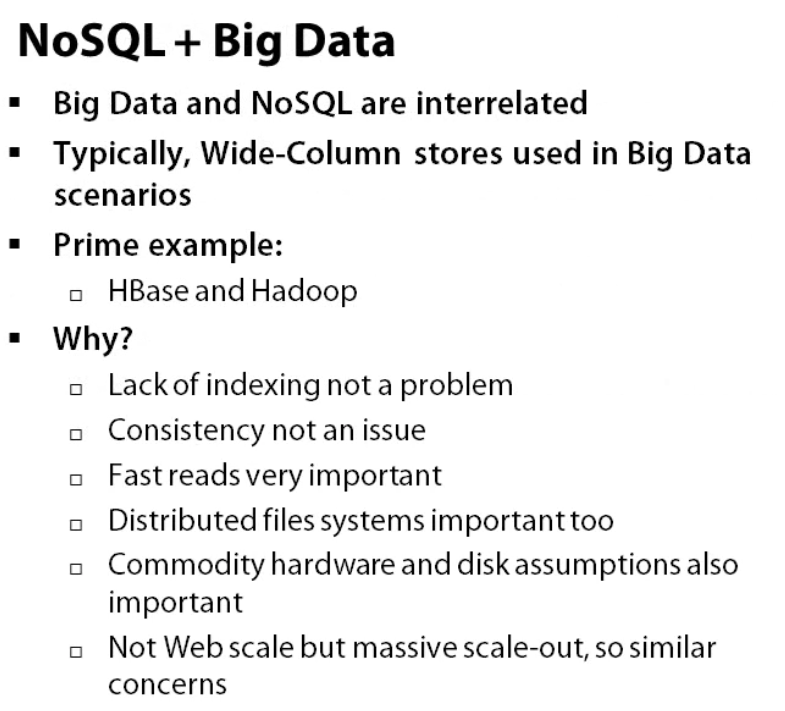 NoSQL + Big Data
▪ Big Data and NoSQL are interrelated
▪ Typically, Wide-Column stores used in Big Data
scenarios
▪ Prime example:
▫ HBase and Hadoop
▪ Why?
▫ Lack of indexing not a problem
▫ Consistency not an issue
▫ Fast reads very important
▫ Distributed files systems important too
▫ Commodity hardware and disk assumptions also
important
▫ Not Web scale but massive scale-out, so similar
concerns